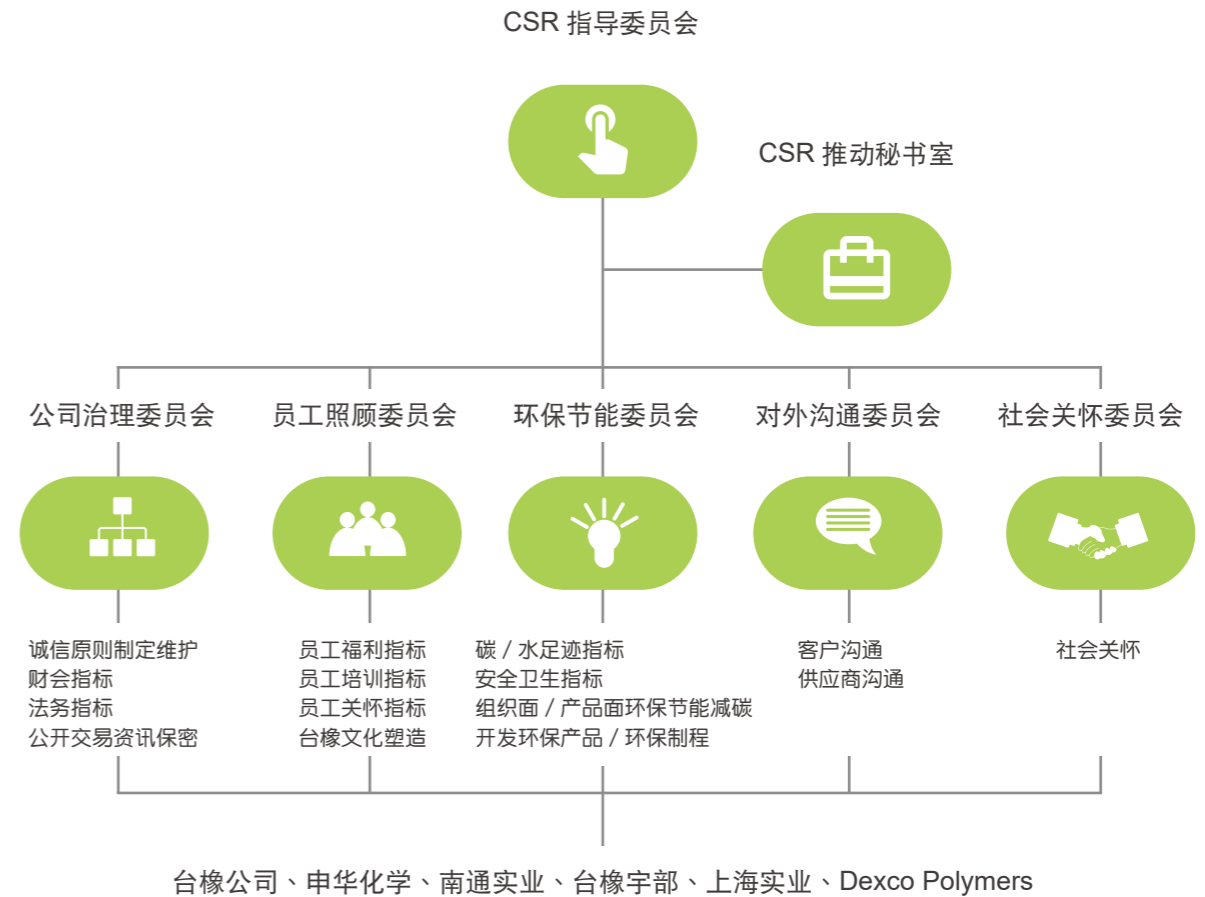 CSR 指导委员会
CSR 推动秘书室
公司治理委员会
员工照顾委员会
环保节能委员会
对外沟通委员会
社会关怀委员会
诚信原则制定维护
财会指标
法务指标
公开交易资讯保密
员工福利指标
员工培训指标
员工关怀指标
台橡文化塑造
碳 / 水足迹指标
安全卫生指标
组织面 / 产品面环保节能减碳
开发环保产品 / 环保制程
客户沟通
供应商沟通
社会关怀
台橡公司、申华化学、南通实业、台橡宇部、上海实业、Dexco Polymers